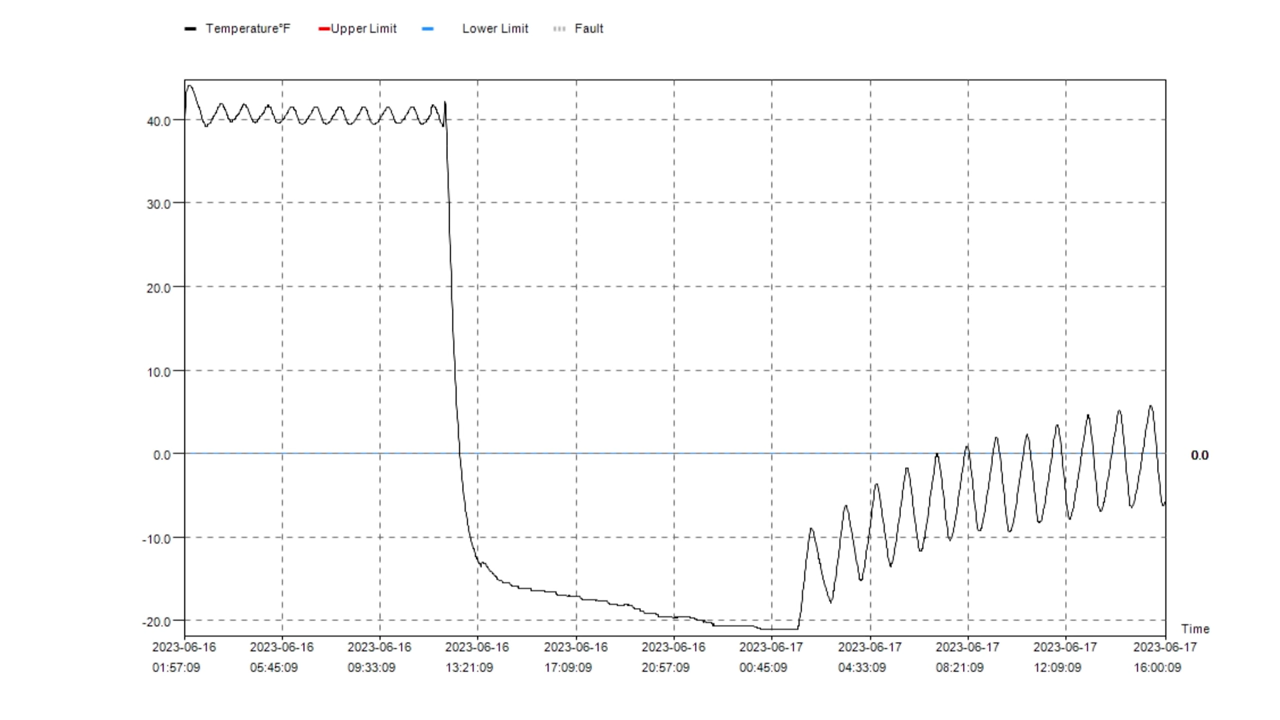 Temperature°F Upper Limit Lower Limit Fault
40.0
30.0
20.0
10.0
0.0 0.0
-10.0
-20.0
Time
2023-06-16 2023-06-16 2023-06-16 2023-06-16 2023-06-16 2023-06-16 2023-06-17 2023-06-17 2023-06-17 2023-06-17 2023-06-17
01:57:09 05:45:09 09:33:09 13:21:09 17:09:09 20:57:09 00:45:09 04:33:09 08:21:09 12:09:09 16:00:09